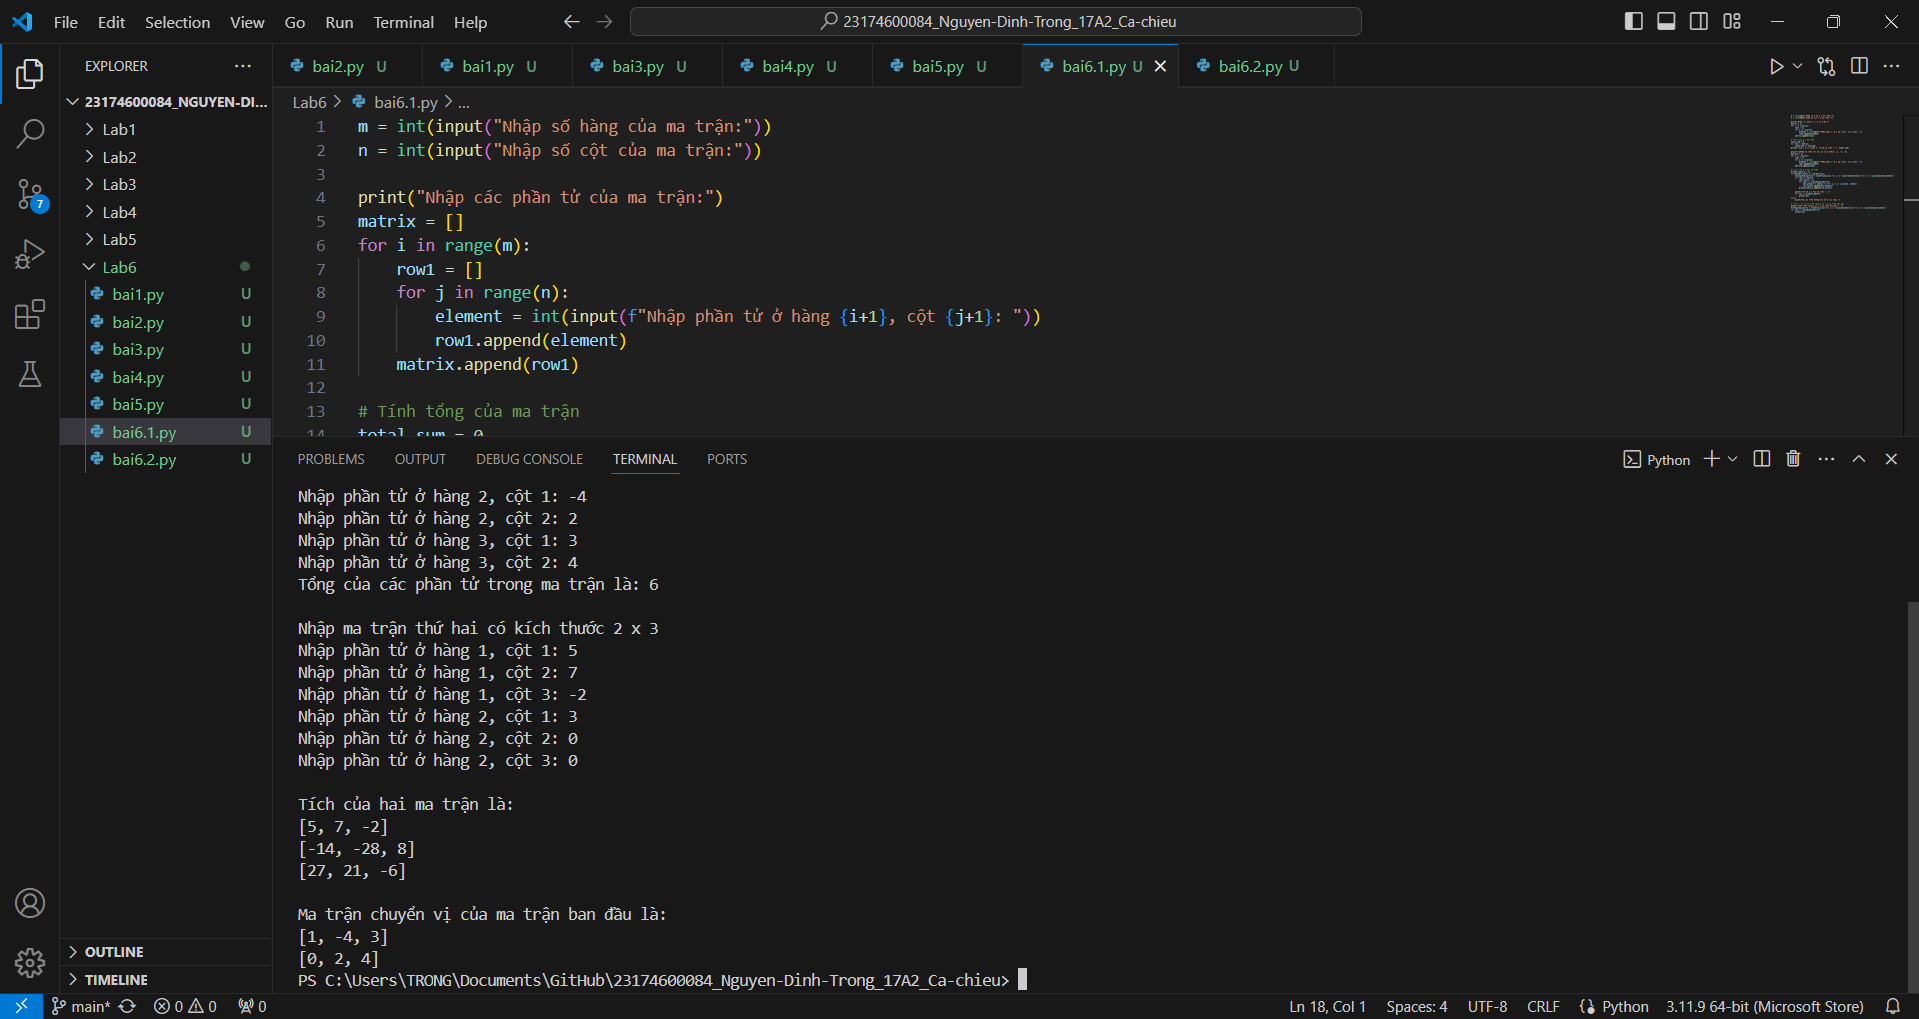 File Edit Selection View Go Run Terminal Help
23174600084_Nguyen-Dinh-Trong_17A2_Ca-chieu
EXPLORER
bai2.py U
bai1.py U
bai3.py U
bai4.py U
bai5.py U
bai6.1.py U
bai6.2.py U
23174600084_NGUYEN-DI...
Lab1
Lab2
Lab3
Lab4
Lab5
Lab6
bai1.py U
bai2.py U
bai3.py U
bai4.py U
bai5.py U
bai6.1.py U
bai6.2.py U
OUTLINE
TIMELINE
7
Lab6 > bai6.1.py > ...
1 m = int(input("Nhập số hàng của ma trận:"))
2 n = int(input("Nhập số cột của ma trận:"))
3
4 print("Nhập các phần tử của ma trận:")
5 matrix = []
6 for i in range(m):
7 row1 = []
8 for j in range(n):
9 element = int(input(f"Nhập phần tử ở hàng {i+1}, cột {j+1}: "))
10 row1.append(element)
11 matrix.append(row1)
12
13 # Tính tổng của ma trận
14 total_sum = 0
PROBLEMS OUTPUT DEBUG CONSOLE TERMINAL PORTS
Python
Nhập phần tử ở hàng 2, cột 1: -4
Nhập phần tử ở hàng 2, cột 2: 2
Nhập phần tử ở hàng 3, cột 1: 3
Nhập phần tử ở hàng 3, cột 2: 4
Tổng của các phần tử trong ma trận là: 6
Nhập ma trận thứ hai có kích thước 2 x 3
Nhập phần tử ở hàng 1, cột 1: 5
Nhập phần tử ở hàng 1, cột 2: 7
Nhập phần tử ở hàng 1, cột 3: -2
Nhập phần tử ở hàng 2, cột 1: 3
Nhập phần tử ở hàng 2, cột 2: 0
Nhập phần tử ở hàng 2, cột 3: 0
Tích của hai ma trận là:
[5, 7, -2]
[-14, -28, 8]
[27, 21, -6]
Ma trận chuyển vị của ma trận ban đầu là:
[1, -4, 3]
[0, 2, 4]
PS C:\Users\TRONG\Documents\GitHub\23174600084_Nguyen-Dinh-Trong_17A2_Ca-chieu>
main* 0 0 0
Ln 18, Col 1 Spaces: 4 UTF-8 CRLF Python 3.11.9 64-bit (Microsoft Store)